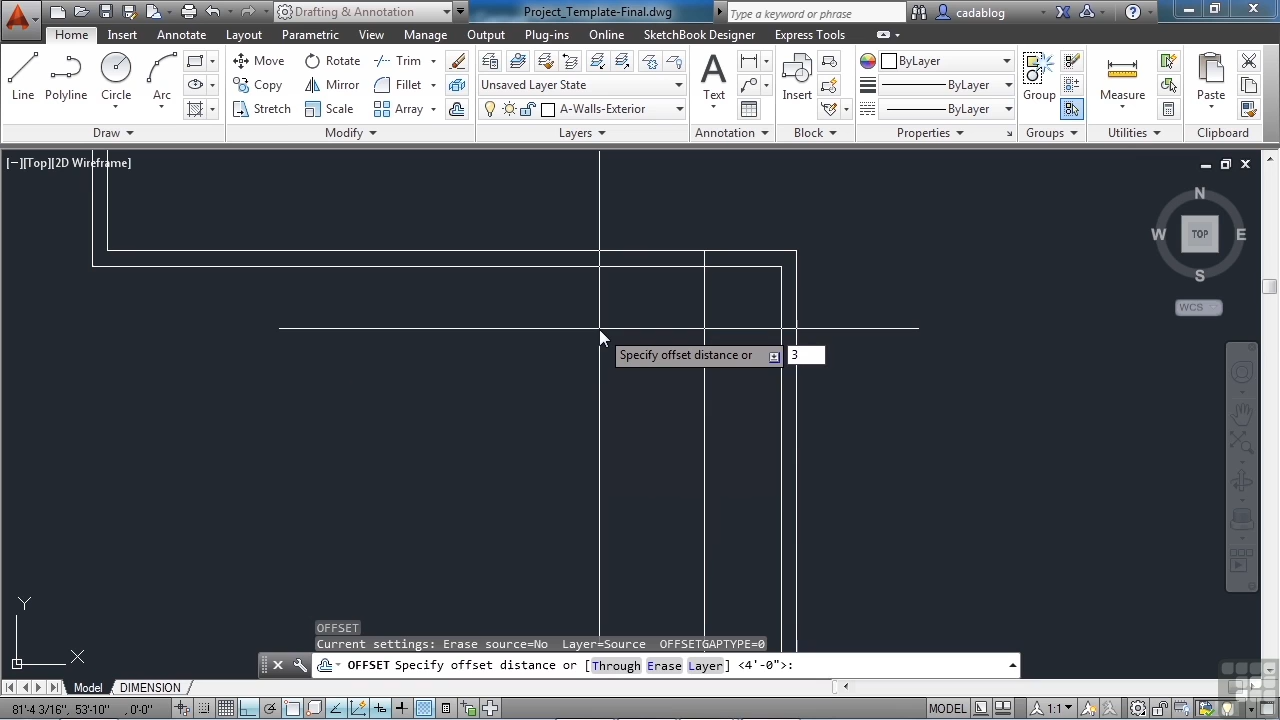 Drafting & Annotation
Project_Template-Final.dwg
Type a keyword or phrase
cadablog
Home Insert Annotate Layout Parametric View Manage Output Plug-ins Online SketchBook Designer Express Tools
Line Polyline Circle Arc
Move Rotate Trim
Copy Mirror Fillet
Stretch Scale Array
Unsaved Layer State
A-Walls-Exterior
Text
Insert
ByLayer
ByLayer
ByLayer
Group
Measure
Paste
Draw Modify Layers Annotation Block Properties Groups Utilities Clipboard
[−][Top][2D Wireframe]
N
W TOP E
S
WCS
Specify offset distance or 3
Y
X
OFFSET
Current settings: Erase source=No Layer=Source OFFSETGAPTYPE=0
OFFSET Specify offset distance or [Through Erase Layer] <4'-0">:
Model DIMENSION
81'-4 3/16", 53'-10" , 0'-0"
MODEL 1:1